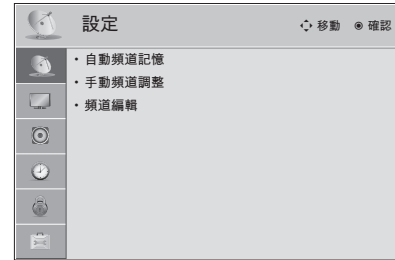 設定
移動 確認
• 自動頻道記憶
• 手動頻道調整
• 頻道編輯